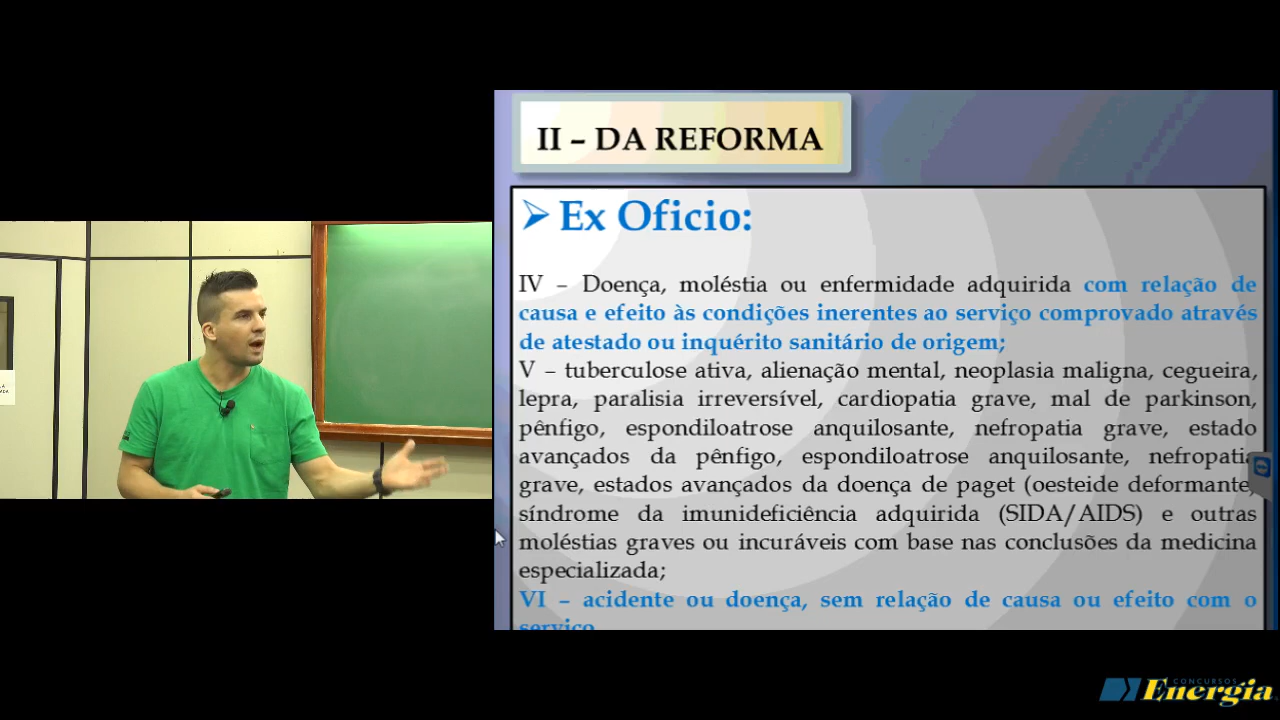 II – DA REFORMA
➢ Ex Oficio:
IV – Doença, moléstia ou enfermidade adquirida com relação de
causa e efeito às condições inerentes ao serviço comprovado através
de atestado ou inquérito sanitário de origem;
V – tuberculose ativa, alienação mental, neoplasia maligna, cegueira,
lepra, paralisia irreversível, cardiopatia grave, mal de parkinson,
pênfigo, espondiloatrose anquilosante, nefropatia grave, estado
avançados da pênfigo, espondiloatrose anquilosante, nefropatia
grave, estados avançados da doença de paget (oesteide deformante,
síndrome da imunideficiência adquirida (SIDA/AIDS) e outras
moléstias graves ou incuráveis com base nas conclusões da medicina
especializada;
VI – acidente ou doença, sem relação de causa ou efeito com o
serviço
CONCURSOS
Energia